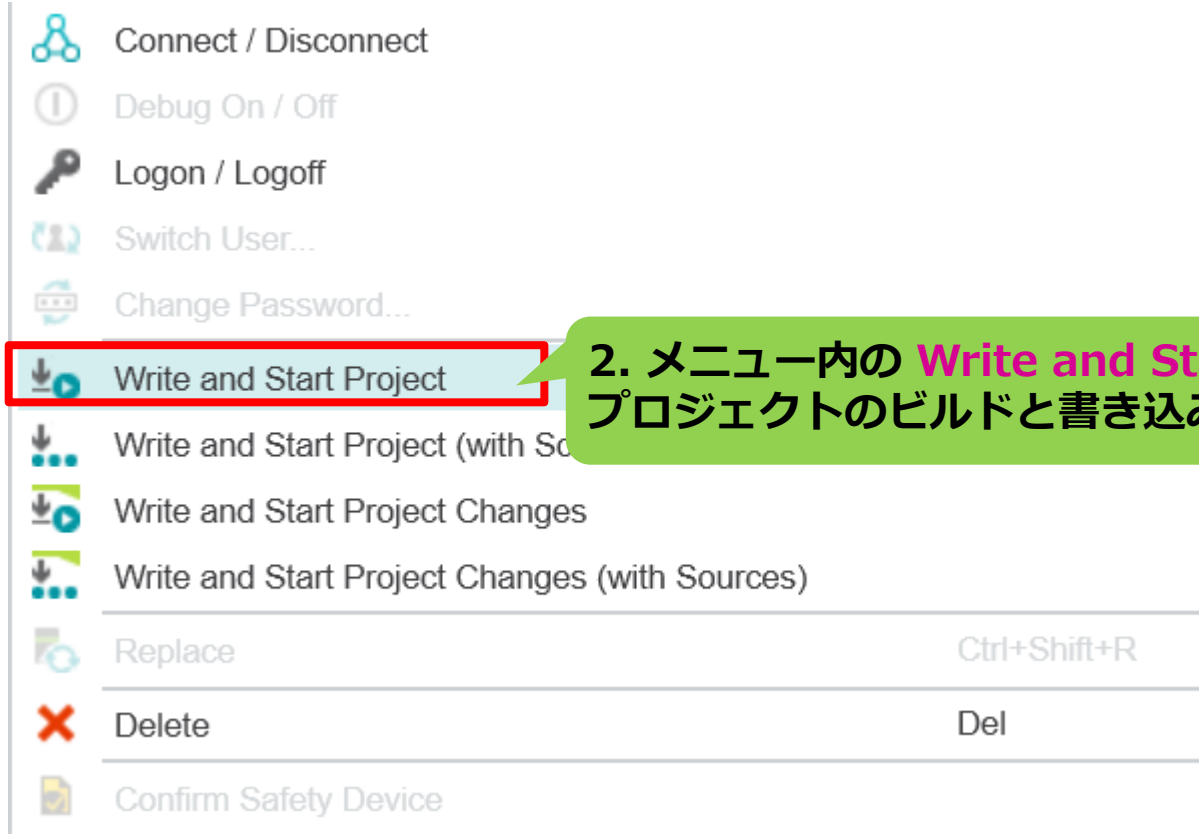 Connect / Disconnect
Debug On / Off
Logon / Logoff
Switch User...
Change Password...
Write and Start Project
2. メニュー内の Write and St
プロジェクトのビルドと書き込み
Write and Start Project (with So
Write and Start Project Changes
Write and Start Project Changes (with Sources)
Replace Ctrl+Shift+R
Delete Del
Confirm Safety Device